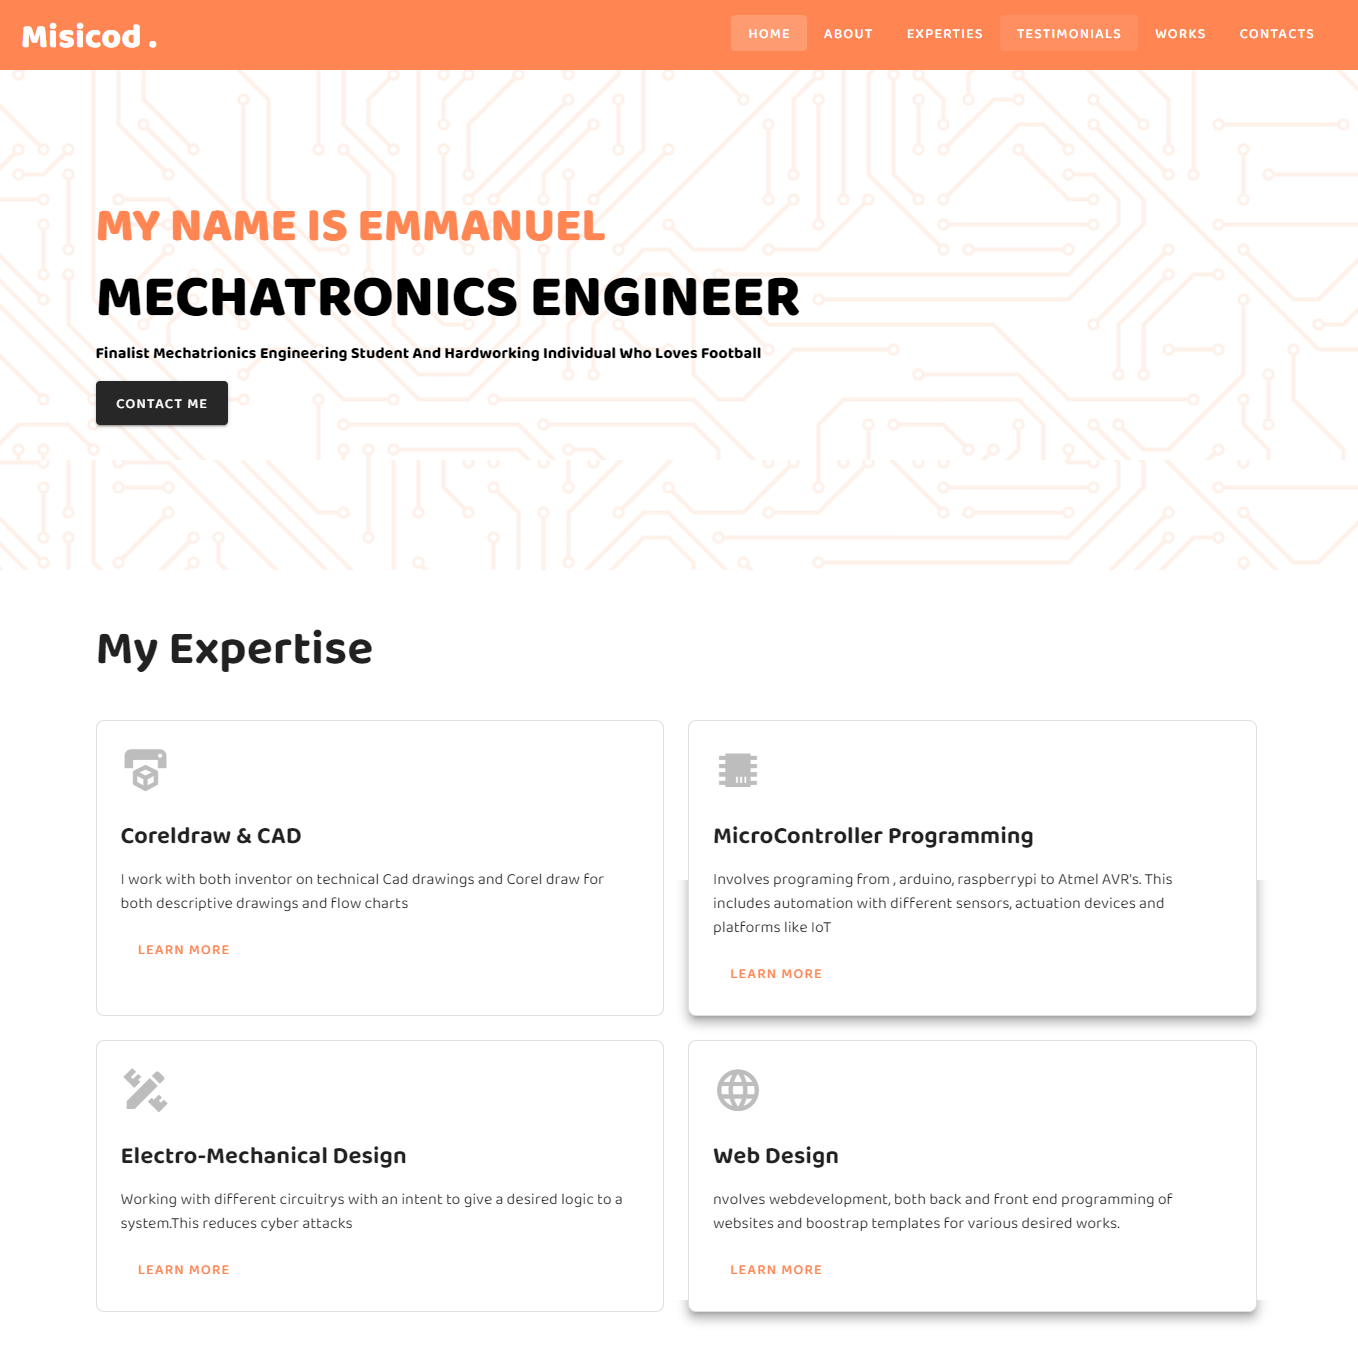 Misicod .
HOME ABOUT EXPERTIES TESTIMONIALS WORKS CONTACTS
MY NAME IS EMMANUEL
MECHATRONICS ENGINEER
Finalist Mechatrionics Engineering Student And Hardworking Individual Who Loves Football
CONTACT ME
My Expertise
Coreldraw & CAD
I work with both inventor on technical Cad drawings and Corel draw for
both descriptive drawings and flow charts
LEARN MORE
MicroController Programming
Involves programing from , arduino, raspberrypi to Atmel AVR's. This
includes automation with different sensors, actuation devices and
platforms like IoT
LEARN MORE
Electro-Mechanical Design
Working with different circuitrys with an intent to give a desired logic to a
system.This reduces cyber attacks
LEARN MORE
Web Design
nvolves webdevelopment, both back and front end programming of
websites and boostrap templates for various desired works.
LEARN MORE